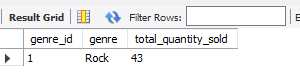 Result Grid Filter Rows:
genre_id genre total_quantity_sold
1 Rock 43